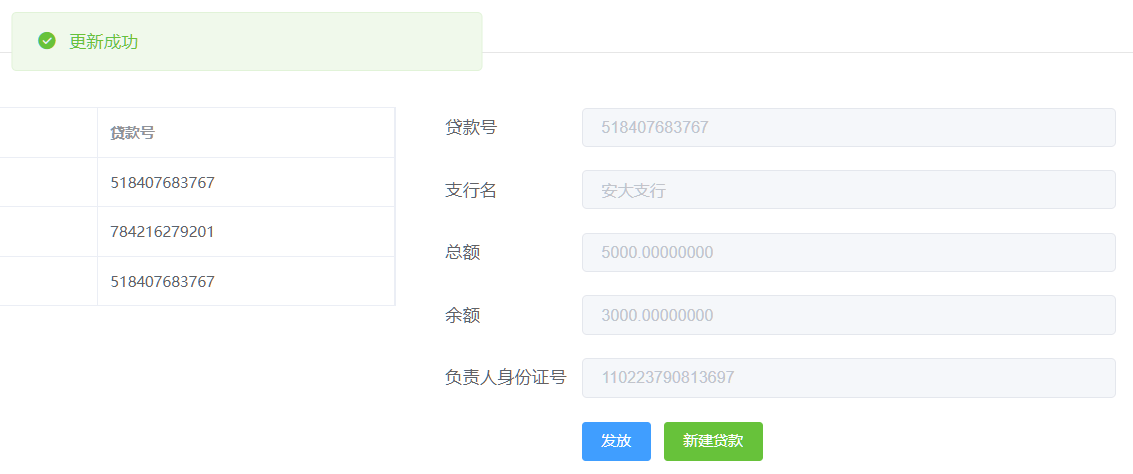 更新成功
贷款号
518407683767
784216279201
518407683767
贷款号 518407683767
支行名 安大支行
总额 5000.00000000
余额 3000.00000000
负责人身份证号 110223790813697
发放 新建贷款